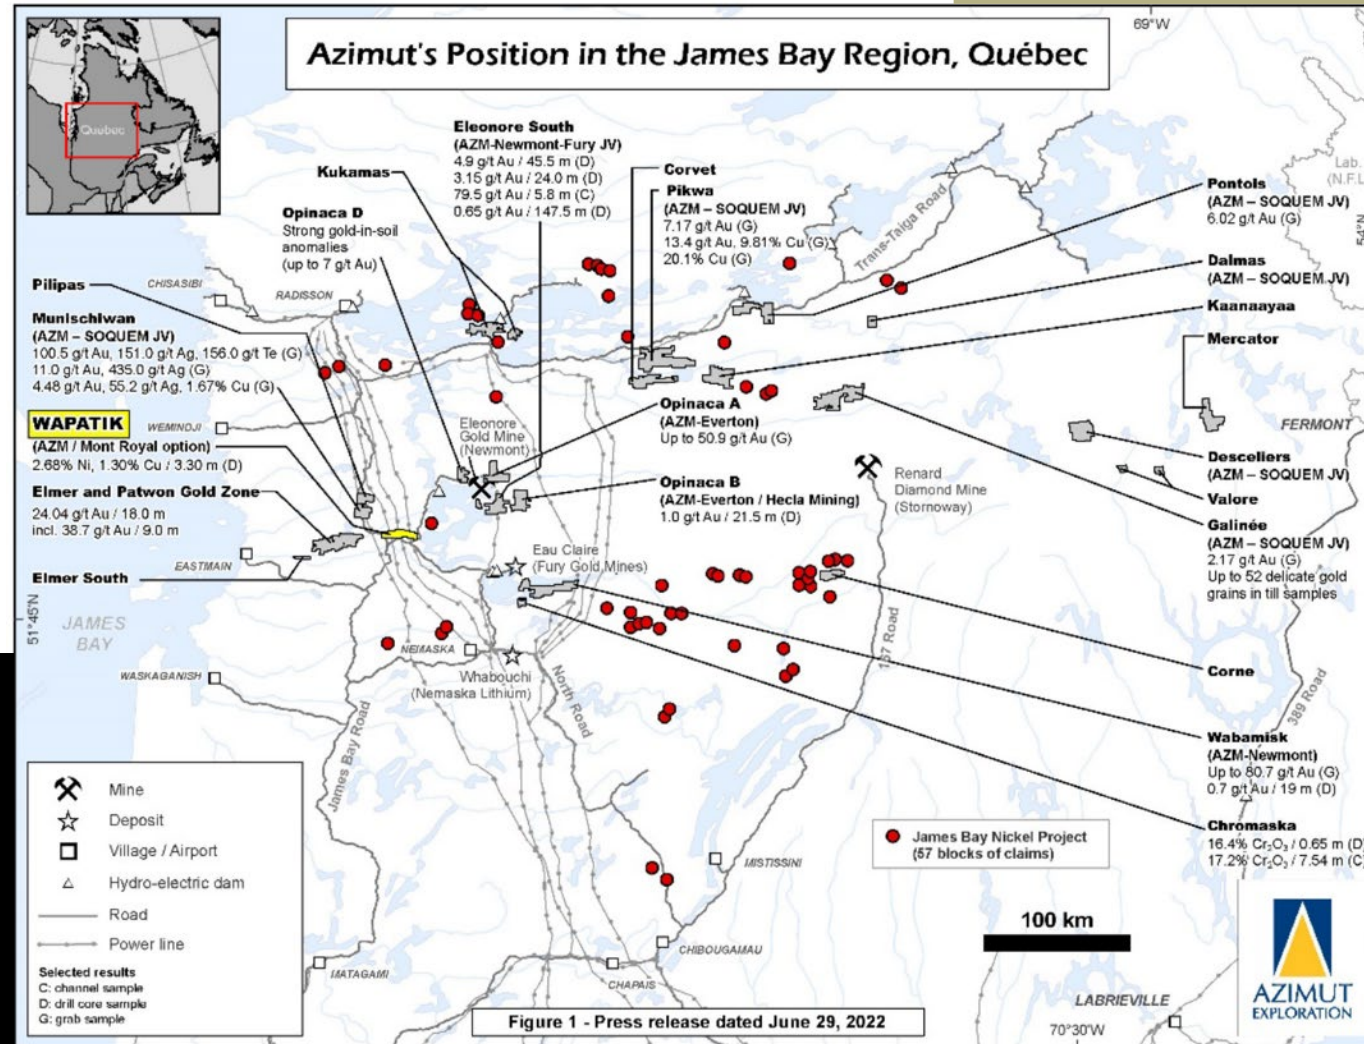 Azimut's Position in the James Bay Region, Québec
69°W
Québec
Eleonore South
(AZM-Newmont-Fury JV)
4.9 g/t Au / 45.5 m (D)
3.15 g/t Au / 24.0 m (D)
79.5 g/t Au / 5.8 m (C)
0.65 g/t Au / 147.5 m (D)
Kukamas
Opinaca D
Strong gold-in-soil
anomalies
(up to 7 g/t Au)
Corvet
Pikwa
(AZM – SOQUEM JV)
7.17 g/t Au (G)
13.4 g/t Au, 9.81% Cu (G)
20.1% Cu (G)
Trans-Taiga Road
Lab.
(N.F.L
54°N
Pontois
(AZM – SOQUEM JV)
6.02 g/t Au (G)
Dalmas
(AZM – SOQUEM JV)
Kaanaayaa
Mercator
FERMONT
Desceliers
(AZM – SOQUEM JV)
Valore
Galinée
(AZM – SOQUEM JV)
2.17 g/t Au (G)
Up to 52 delicate gold
grains in till samples
Corne
389 Road
Wabamisk
(AZM-Newmont)
Up to 80.7 g/t Au (G)
0.7 g/t Au / 19 m (D)
Chromaska
16.4% Cr₂O₃ / 0.65 m (D)
17.2% Cr₂O₃ / 7.54 m (C)
Pilipas
CHISASIBI
RADISSON
Munischiwan
(AZM – SOQUEM JV)
100.5 g/t Au, 151.0 g/t Ag, 156.0 g/t Te (G)
11.0 g/t Au, 435.0 g/t Ag (G)
4.48 g/t Au, 55.2 g/t Ag, 1.67% Cu (G)
WAPATIK
WEMINDJI
(AZM / Mont Royal option)
2.68% Ni, 1.30% Cu / 3.30 m (D)
Elmer and Patwon Gold Zone
24.04 g/t Au / 18.0 m
incl. 38.7 g/t Au / 9.0 m
EASTMAIN
Elmer South
Eleonore
Gold Mine
(Newmont)
Opinaca A
(AZM-Everton)
Up to 50.9 g/t Au (G)
Opinaca B
(AZM-Everton / Hecla Mining)
1.0 g/t Au / 21.5 m (D)
Renard
Diamond Mine
(Stornoway)
Eau Claire
(Fury Gold Mines)
51°45'N
JAMES
BAY
NEMASKA
WASKAGANISH
Whabouchi
(Nemaska Lithium)
North Road
167 Road
James Bay Road
Mine
Deposit
Village / Airport
Hydro-electric dam
Road
Power line
Selected results
C: channel sample
D: drill core sample
G: grab sample
James Bay Nickel Project
(57 blocks of claims)
MISTISSINI
100 km
CHIBOUGAMAU
MATAGAMI
CHAPAIS
LABRIEVILLE
AZIMUT
EXPLORATION
Figure 1 - Press release dated June 29, 2022
70°30'W